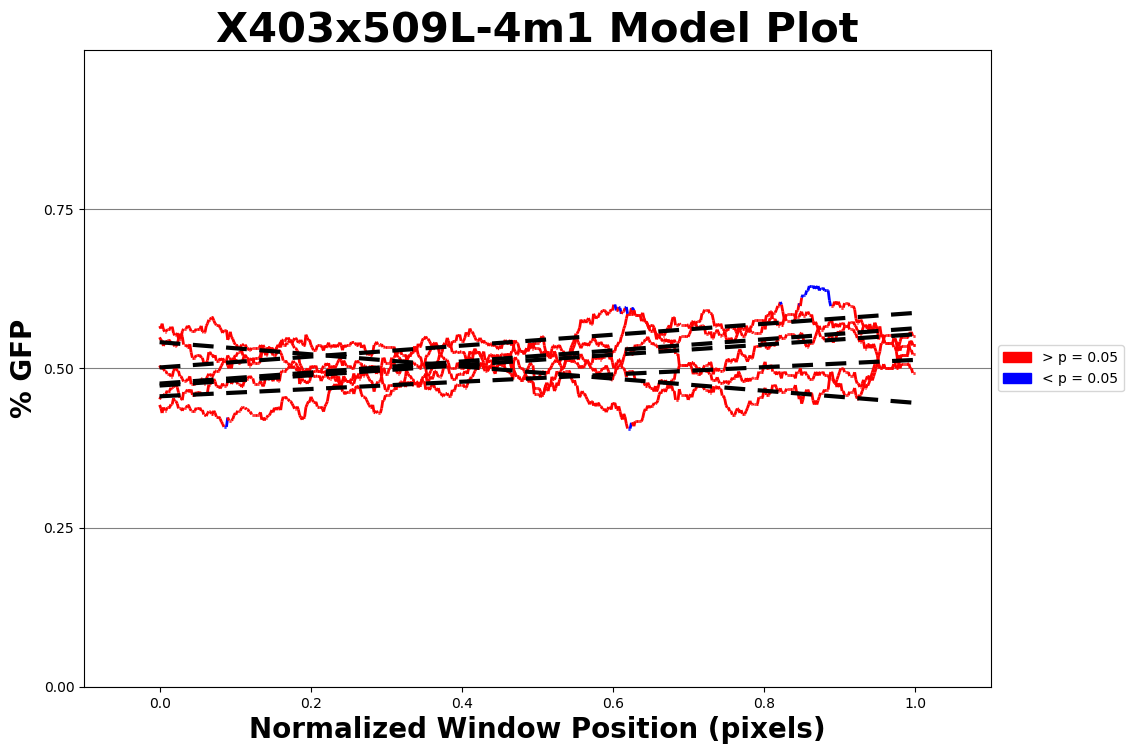 X403x509L-4m1 Model Plot
% GFP
0.75
0.50
0.25
0.00
0.0 0.2 0.4 0.6 0.8 1.0
Normalized Window Position (pixels)
> p = 0.05
< p = 0.05